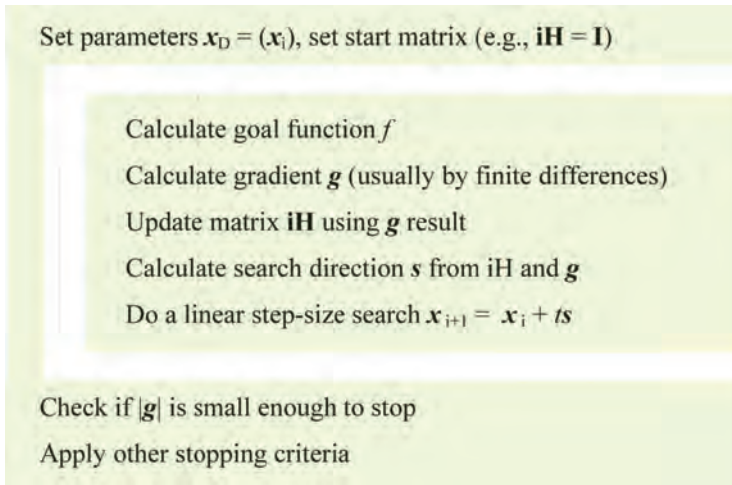 Set parameters x_D = (x_i), set start matrix (e.g., iH = I)
Calculate goal function f
Calculate gradient g (usually by finite differences)
Update matrix iH using g result
Calculate search direction s from iH and g
Do a linear step-size search x_{i+1} = x_i + ts
Check if |g| is small enough to stop
Apply other stopping criteria